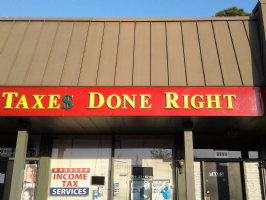 TAXE$ DONE RIGHT
INCOME
TAX
SERVICES